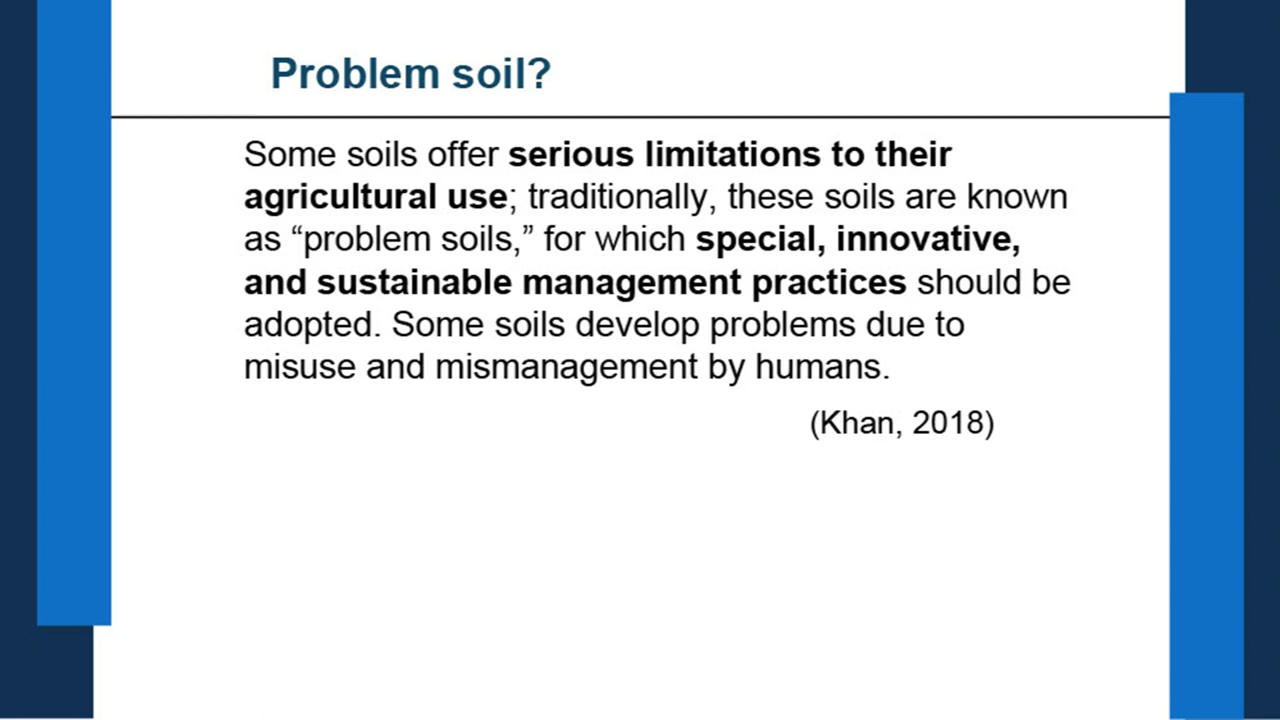 Problem soil?
Some soils offer serious limitations to their
agricultural use; traditionally, these soils are known
as “problem soils,” for which special, innovative,
and sustainable management practices should be
adopted. Some soils develop problems due to
misuse and mismanagement by humans.
(Khan, 2018)